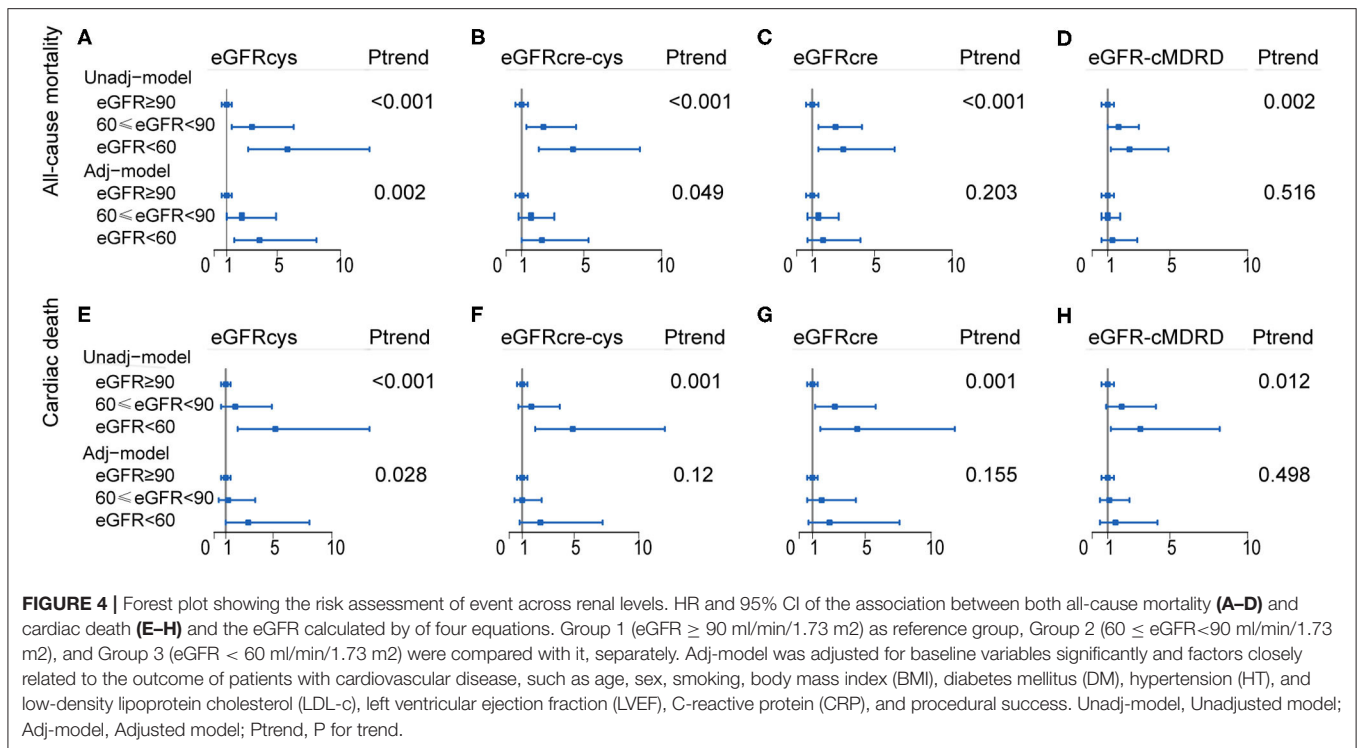 A B C D
eGFRcys Ptrend eGFRcre-cys Ptrend eGFRcre Ptrend eGFR-cMDRD Ptrend
All-cause mortality
Unadj−model
eGFR≥90 <0.001 <0.001 <0.001 0.002
60⩽eGFR<90
eGFR<60
Adj−model
eGFR≥90 0.002 0.049 0.203 0.516
60⩽eGFR<90
eGFR<60
0 1 5 10 0 1 5 10 0 1 5 10 0 1 5 10
E F G H
eGFRcys Ptrend eGFRcre-cys Ptrend eGFRcre Ptrend eGFR-cMDRD Ptrend
Cardiac death
Unadj−model
eGFR≥90 <0.001 0.001 0.001 0.012
60⩽eGFR<90
eGFR<60
Adj−model
eGFR≥90 0.028 0.12 0.155 0.498
60⩽eGFR<90
eGFR<60
0 1 10 0 1 5 10 0 1 5 10 0 1 5 10
FIGURE 4 | Forest plot showing the risk assessment of event across renal levels. HR and 95% CI of the association between both all-cause mortality (A–D) and
cardiac death (E–H) and the eGFR calculated by of four equations. Group 1 (eGFR ≥ 90 ml/min/1.73 m2) as reference group, Group 2 (60 ≤ eGFR<90 ml/min/1.73
m2), and Group 3 (eGFR < 60 ml/min/1.73 m2) were compared with it, separately. Adj-model was adjusted for baseline variables significantly and factors closely
related to the outcome of patients with cardiovascular disease, such as age, sex, smoking, body mass index (BMI), diabetes mellitus (DM), hypertension (HT), and
low-density lipoprotein cholesterol (LDL-c), left ventricular ejection fraction (LVEF), C-reactive protein (CRP), and procedural success. Unadj-model, Unadjusted model;
Adj-model, Adjusted model; Ptrend, P for trend.